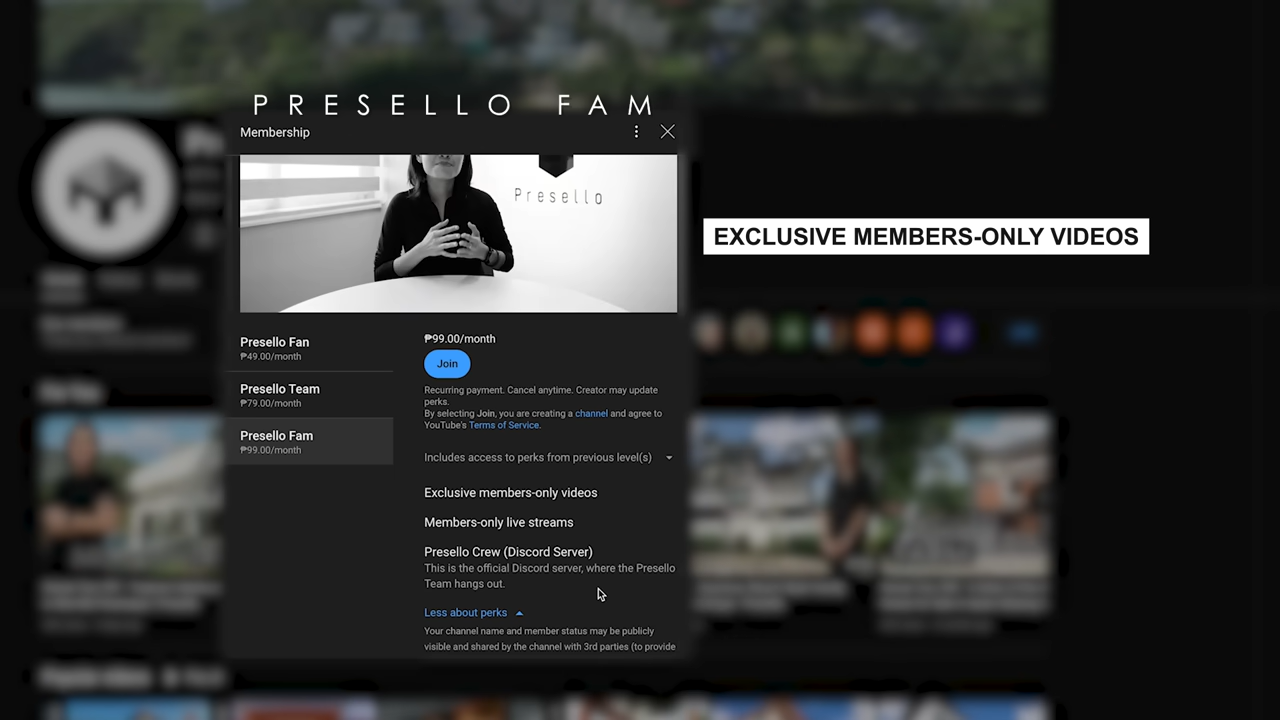 PRESELLO FAM
Membership
Presello
EXCLUSIVE MEMBERS-ONLY VIDEOS
Presello Fan
₱49.00/month
Presello Team
₱79.00/month
Presello Fam
₱99.00/month
₱99.00/month
Join
Recurring payment. Cancel anytime. Creator may update
perks.
By selecting Join, you are creating a channel and agree to
YouTube's Terms of Service.
Includes access to perks from previous level(s)
Exclusive members-only videos
Members-only live streams
Presello Crew (Discord Server)
This is the official Discord server, where the Presello
Team hangs out.
Less about perks
Your channel name and member status may be publicly
visible and shared by the channel with 3rd parties (to provide